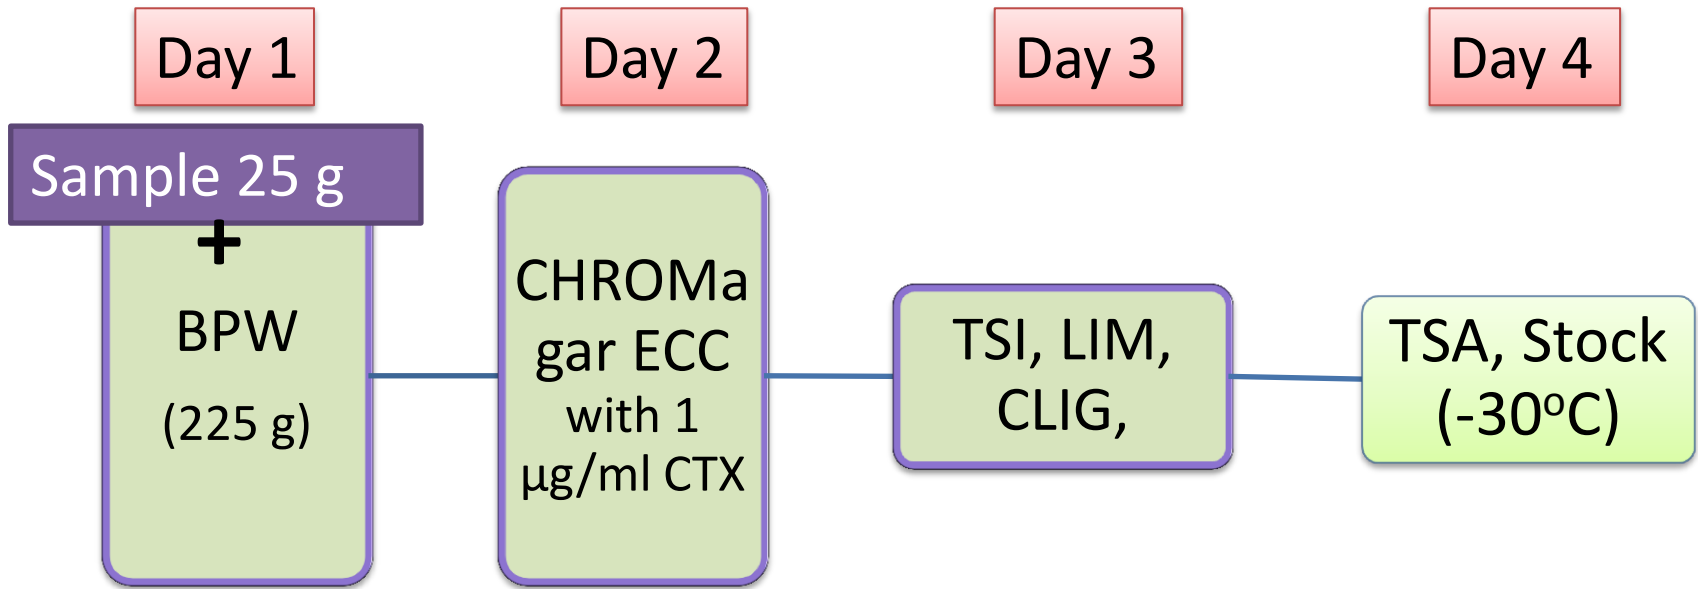 Day 1
Day 2
Day 3
Day 4
Sample 25 g
+
BPW
(225 g)
CHROMa
gar ECC
with 1
µg/ml CTX
TSI, LIM,
CLIG,
TSA, Stock
(-30°C)